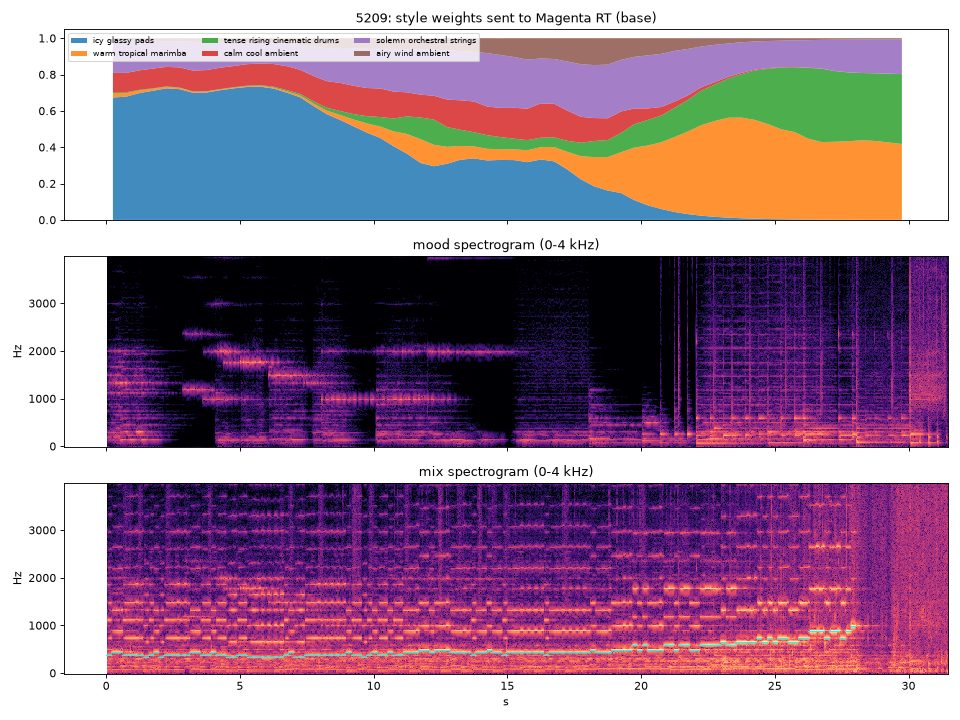 5209: style weights sent to Magenta RT (base)
icy glassy pads tense rising cinematic drums solemn orchestral strings
warm tropical marimba calm cool ambient airy wind ambient
1.0
0.8
0.6
0.4
0.2
0.0
mood spectrogram (0-4 kHz)
3000
2000
1000
0
Hz
mix spectrogram (0-4 kHz)
3000
2000
1000
0
Hz
0 5 10 15 20 25 30
s